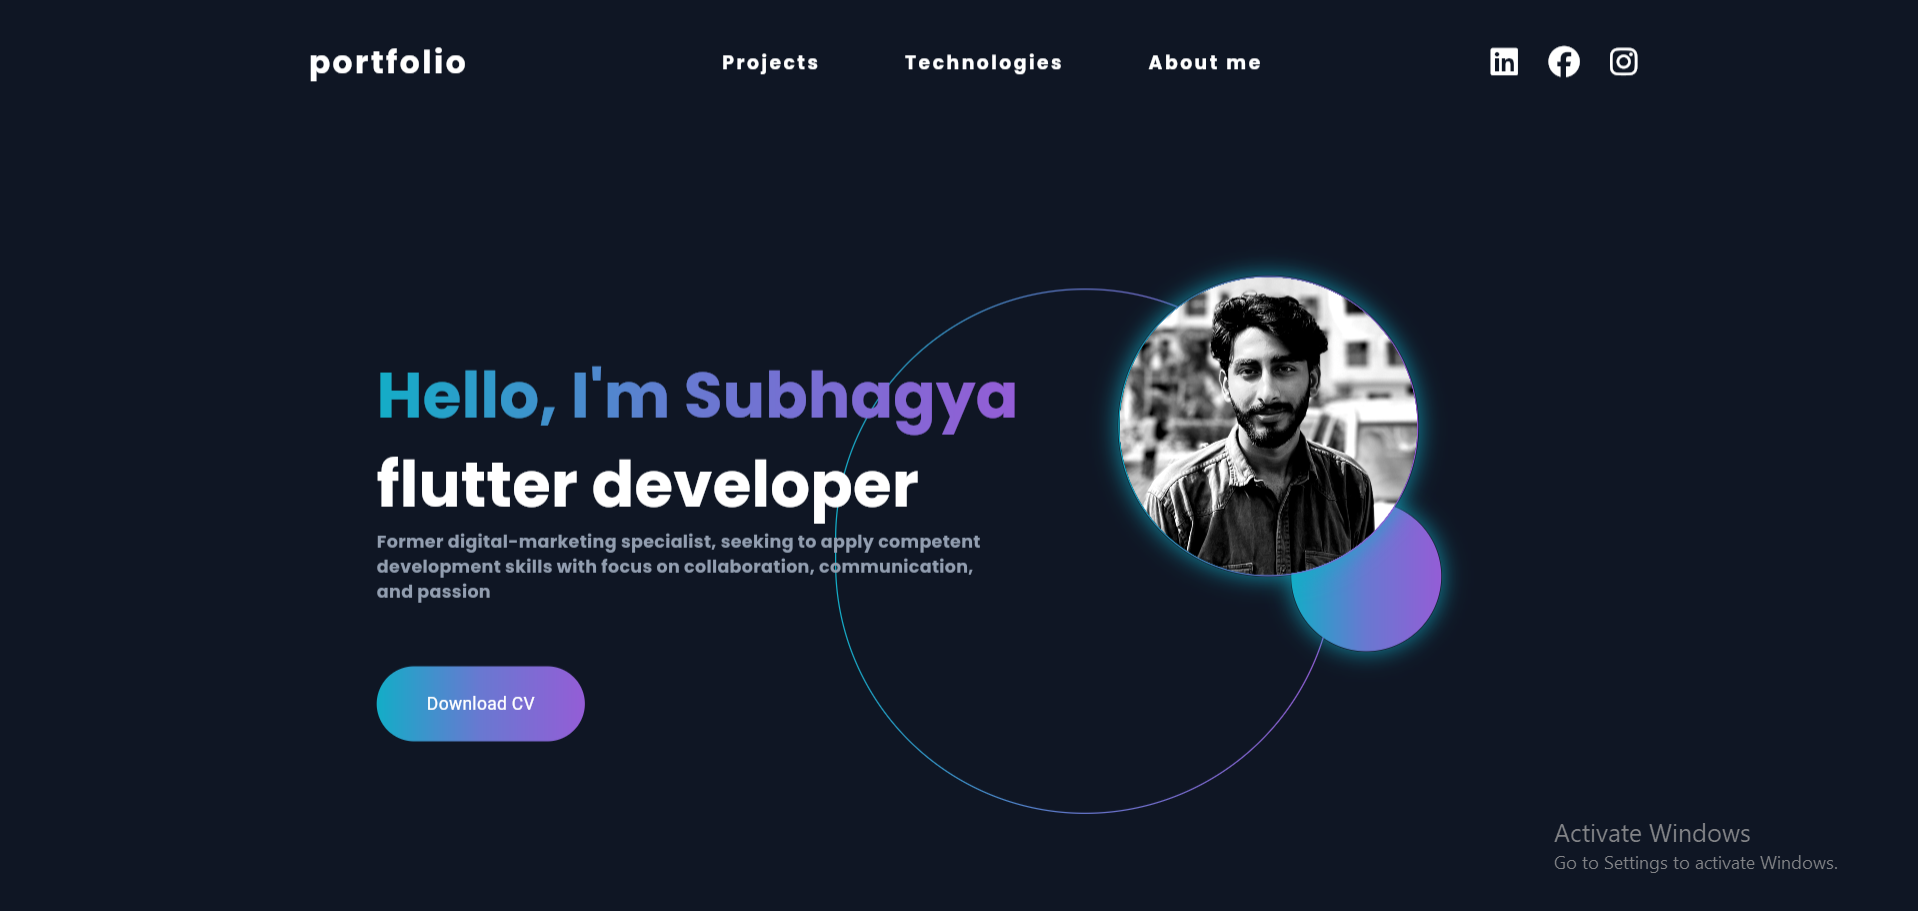 portfolio
Projects
Technologies
About me
Hello, I'm Subhagya
flutter developer
Former digital-marketing specialist, seeking to apply competent
development skills with focus on collaboration, communication,
and passion
Download CV
Activate Windows
Go to Settings to activate Windows.